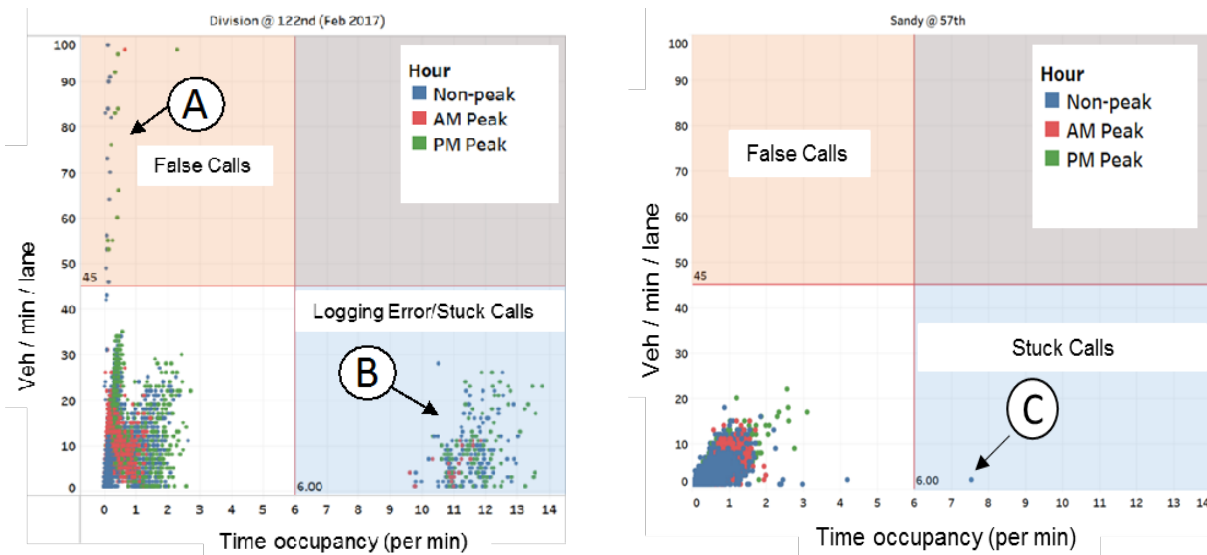 Division @ 122nd (Feb 2017)
100
90
80
70
60
50
45
40
30
20
10
0
Veh / min / lane
A
False Calls
Hour
Non-peak
AM Peak
PM Peak
Logging Error/Stuck Calls
B
6.00
0 1 2 3 4 5 6 7 8 9 10 11 12 13 14
Time occupancy (per min)
Sandy @ 57th
100
90
80
70
60
50
45
40
30
20
10
0
Veh / min / lane
False Calls
Hour
Non-peak
AM Peak
PM Peak
Stuck Calls
C
6.00
0 1 2 3 4 5 6 7 8 9 10 11 12 13 14
Time occupancy (per min)